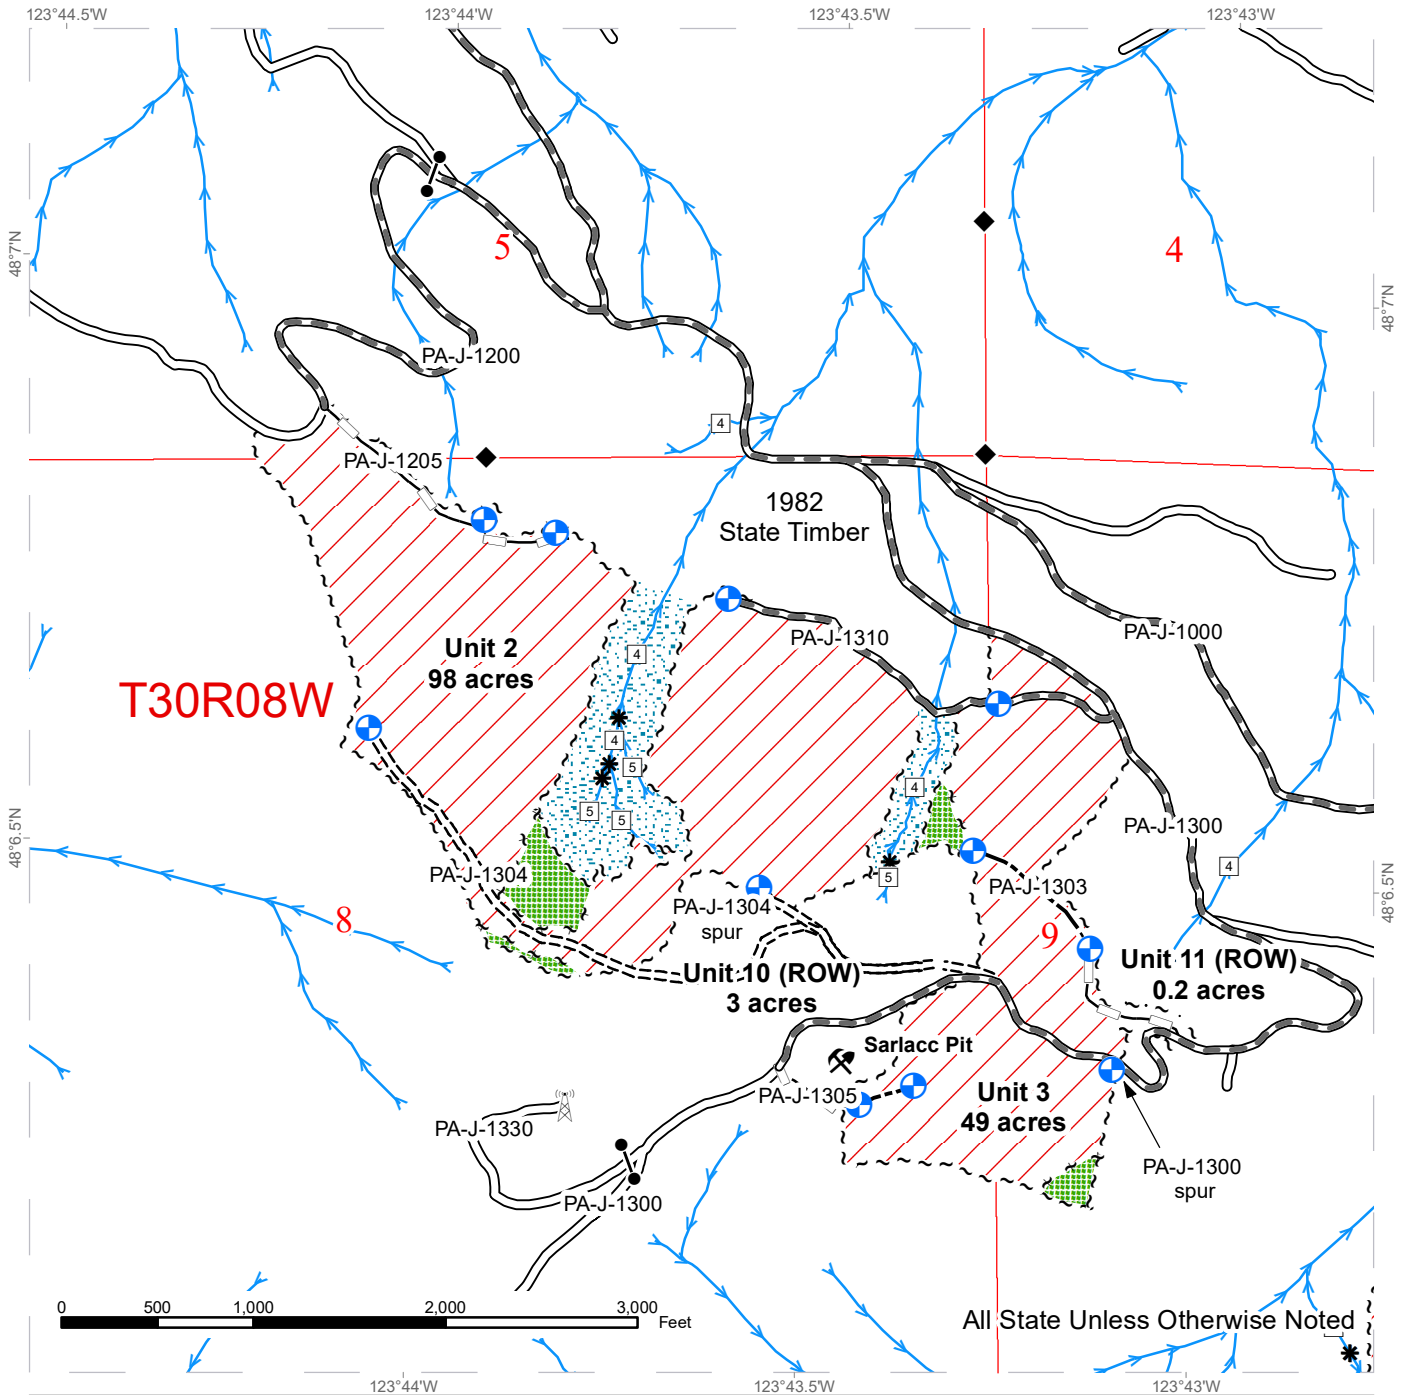 123°44.5'W
123°44'W
123°43.5'W
123°43'W
48°7'N
48°7'N
5
4
PA-J-1200
4
PA-J-1205
1982
State Timber
PA-J-1310
PA-J-1000
Unit 2
98 acres
4
T30R08W
4
5
4
5
5
48°6.5'N
48°6.5'N
PA-J-1300
4
PA-J-1304
5
PA-J-1303
PA-J-1304
spur
8
9
Unit 10 (ROW)
3 acres
Unit 11 (ROW)
0.2 acres
Sarlacc Pit
PA-J-1305
Unit 3
49 acres
PA-J-1330
PA-J-1300
spur
PA-J-1300
0
500
1,000
2,000
3,000
Feet
All State Unless Otherwise Noted
123°44'W
123°43.5'W
123°43'W